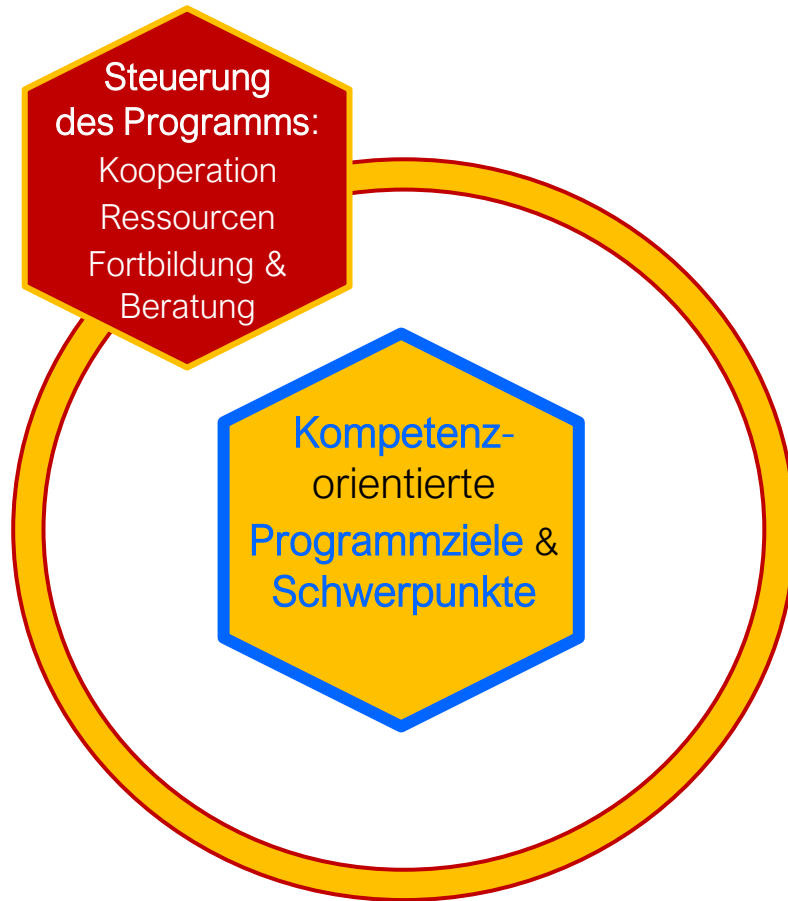 Steuerung
des Programms:
Kooperation
Ressourcen
Fortbildung &
Beratung
Kompetenz-
orientierte
Programmziele &
Schwerpunkte